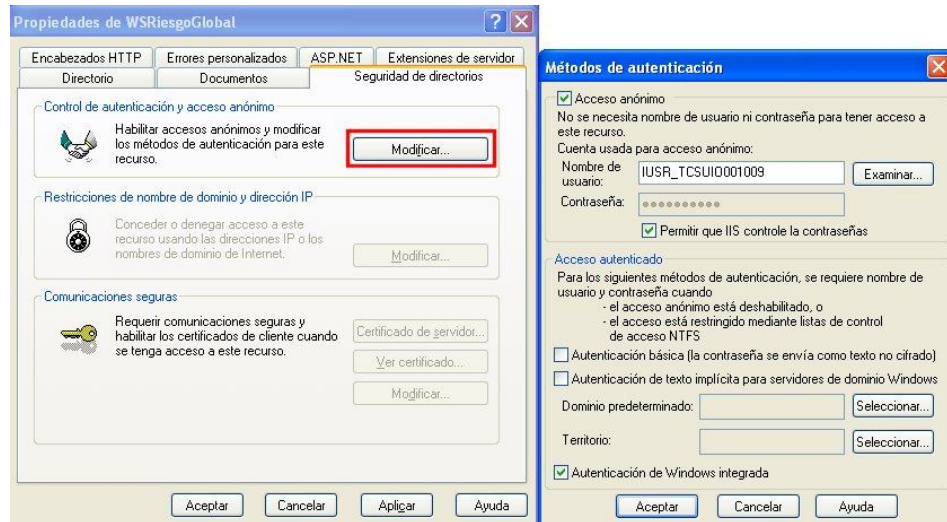 Propiedades de WSRiesgoGlobal
Encabezados HTTP
Errores personalizados
ASP.NET
Extensiones de servidor
Directorio
Documentos
Seguridad de directorios
Control de autenticación y acceso anónimo
Habilitar accesos anónimos y modificar
los métodos de autenticación para este
recurso.
Modificar...
Restricciones de nombre de dominio y dirección IP
Conceder o denegar acceso a este
recurso usando las direcciones IP o los
nombres de dominio de Internet.
Modificar...
Comunicaciones seguras
Requerir comunicaciones seguras y
habilitar los certificados de cliente cuando
se tenga acceso a este recurso.
Certificado de servidor...
Ver certificado...
Modificar...
Aceptar
Cancelar
Aplicar
Ayuda
Métodos de autenticación
Acceso anónimo
No se necesita nombre de usuario ni contraseña para tener acceso a
este recurso.
Cuenta usada para acceso anónimo:
Nombre de
usuario:
IUSR_TCSUIO001009
Examinar...
Contraseña:
Permitir que IIS controle la contraseñas
Acceso autenticado
Para los siguientes métodos de autenticación, se requiere nombre de
usuario y contraseña cuando
- el acceso anónimo está deshabilitado, o
- el acceso está restringido mediante listas de control
de acceso NTFS
Autenticación básica (la contraseña se envía como texto no cifrado)
Autenticación de texto implícita para servidores de dominio Windows
Dominio predeterminado:
Seleccionar...
Territorio:
Seleccionar...
Autenticación de Windows integrada
Aceptar
Cancelar
Ayuda